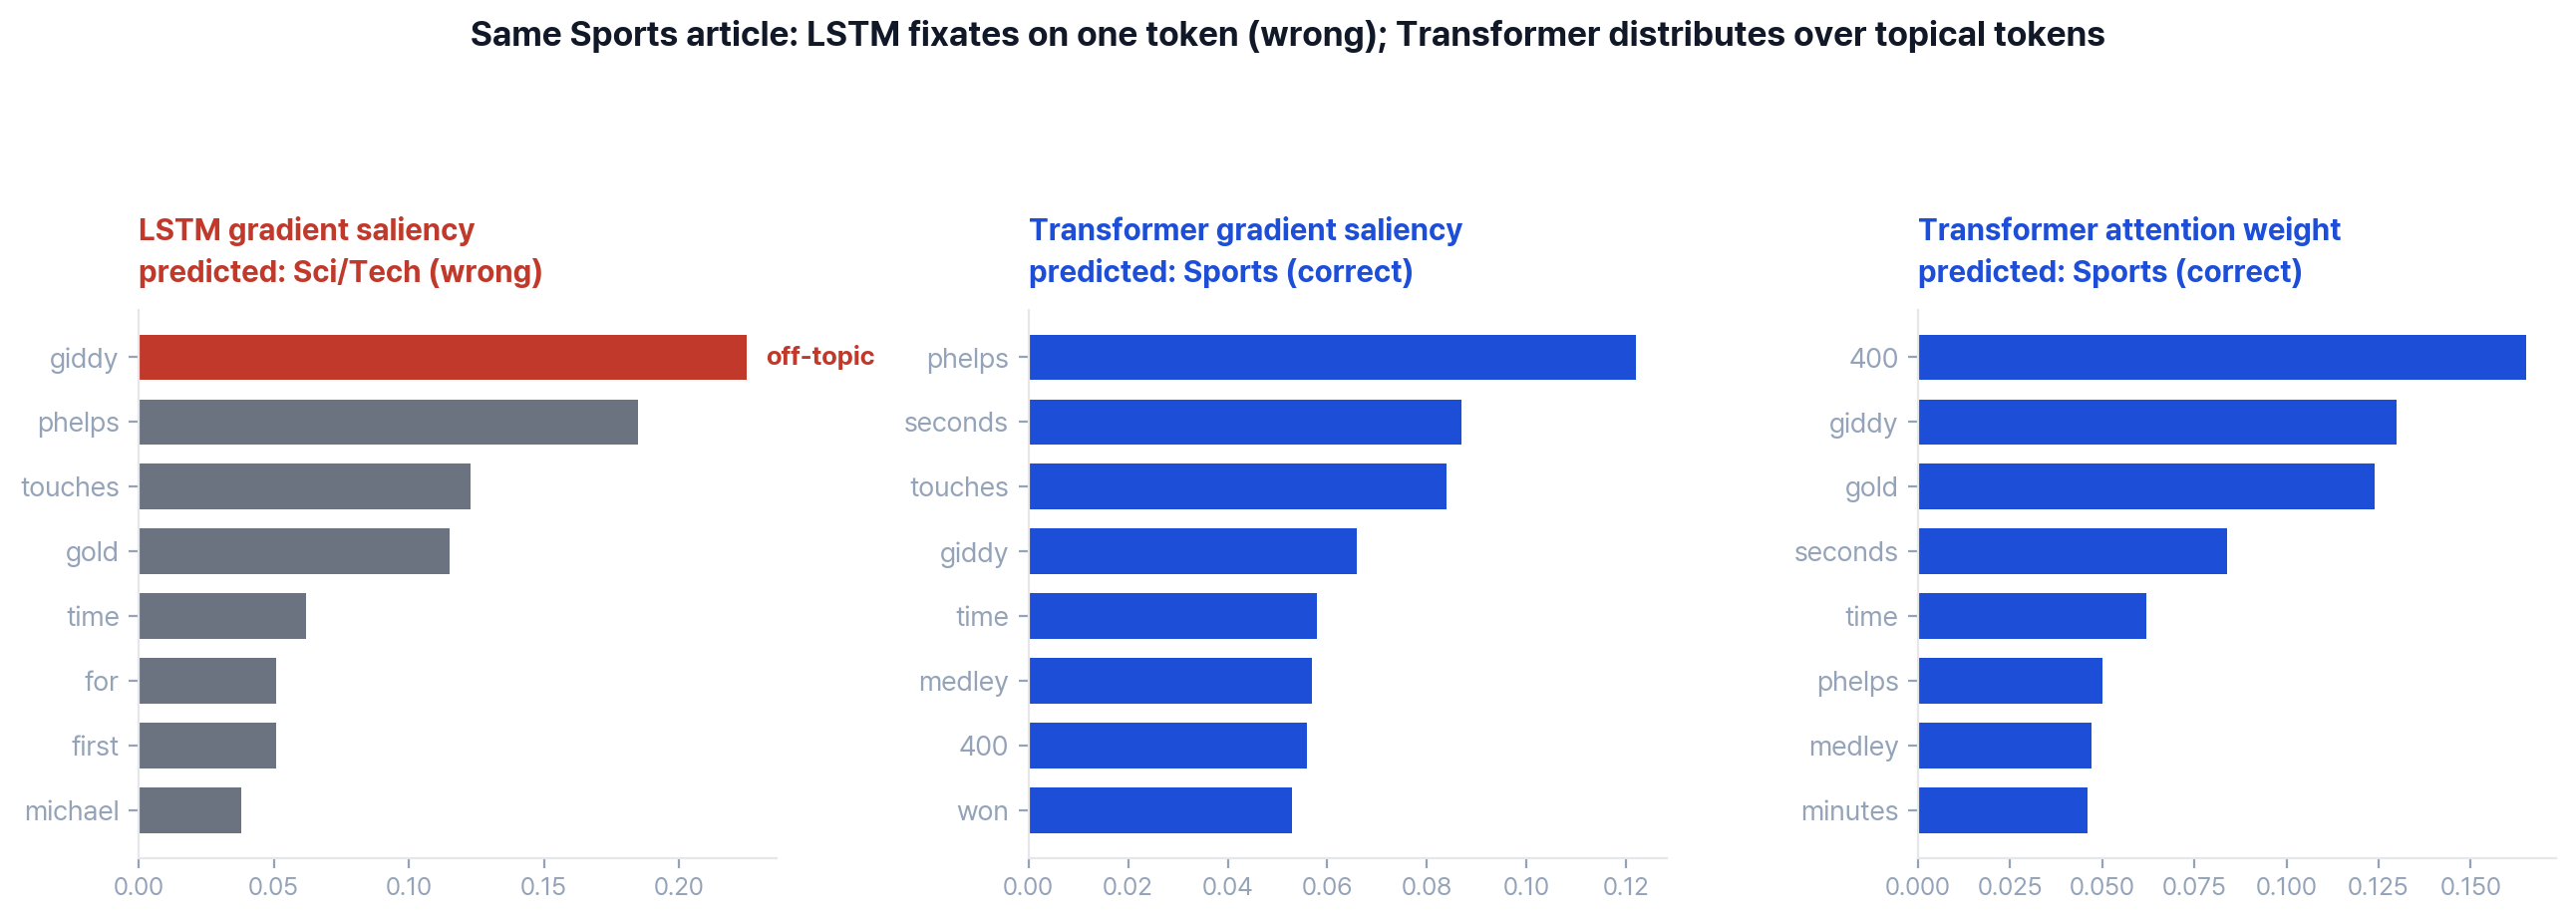 Same Sports article: LSTM fixates on one token (wrong); Transformer distributes over topical tokens
LSTM gradient saliency
predicted: Sci/Tech (wrong)
giddy
off-topic
phelps
touches
gold
time
for
first
michael
0.00 0.05 0.10 0.15 0.20
Transformer gradient saliency
predicted: Sports (correct)
phelps
seconds
touches
giddy
time
medley
400
won
0.00 0.02 0.04 0.06 0.08 0.10 0.12
Transformer attention weight
predicted: Sports (correct)
400
giddy
gold
seconds
time
phelps
medley
minutes
0.000 0.025 0.050 0.075 0.100 0.125 0.150